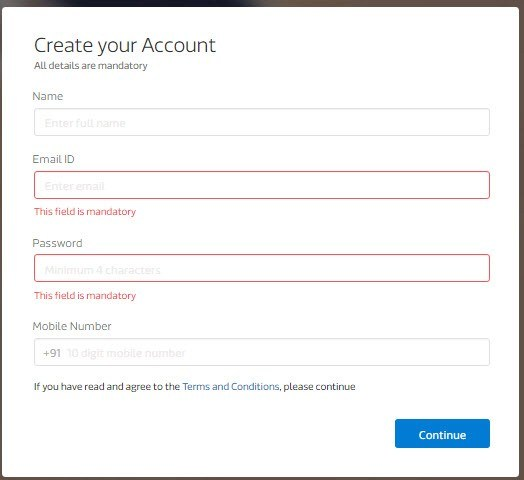 Create your Account
All details are mandatory
Name
Enter full name
Email ID
Enter email
This field is mandatory
Password
Minimum 4 characters
This field is mandatory
Mobile Number
+91 10 digit mobile number
If you have read and agree to the Terms and Conditions, please continue
Continue